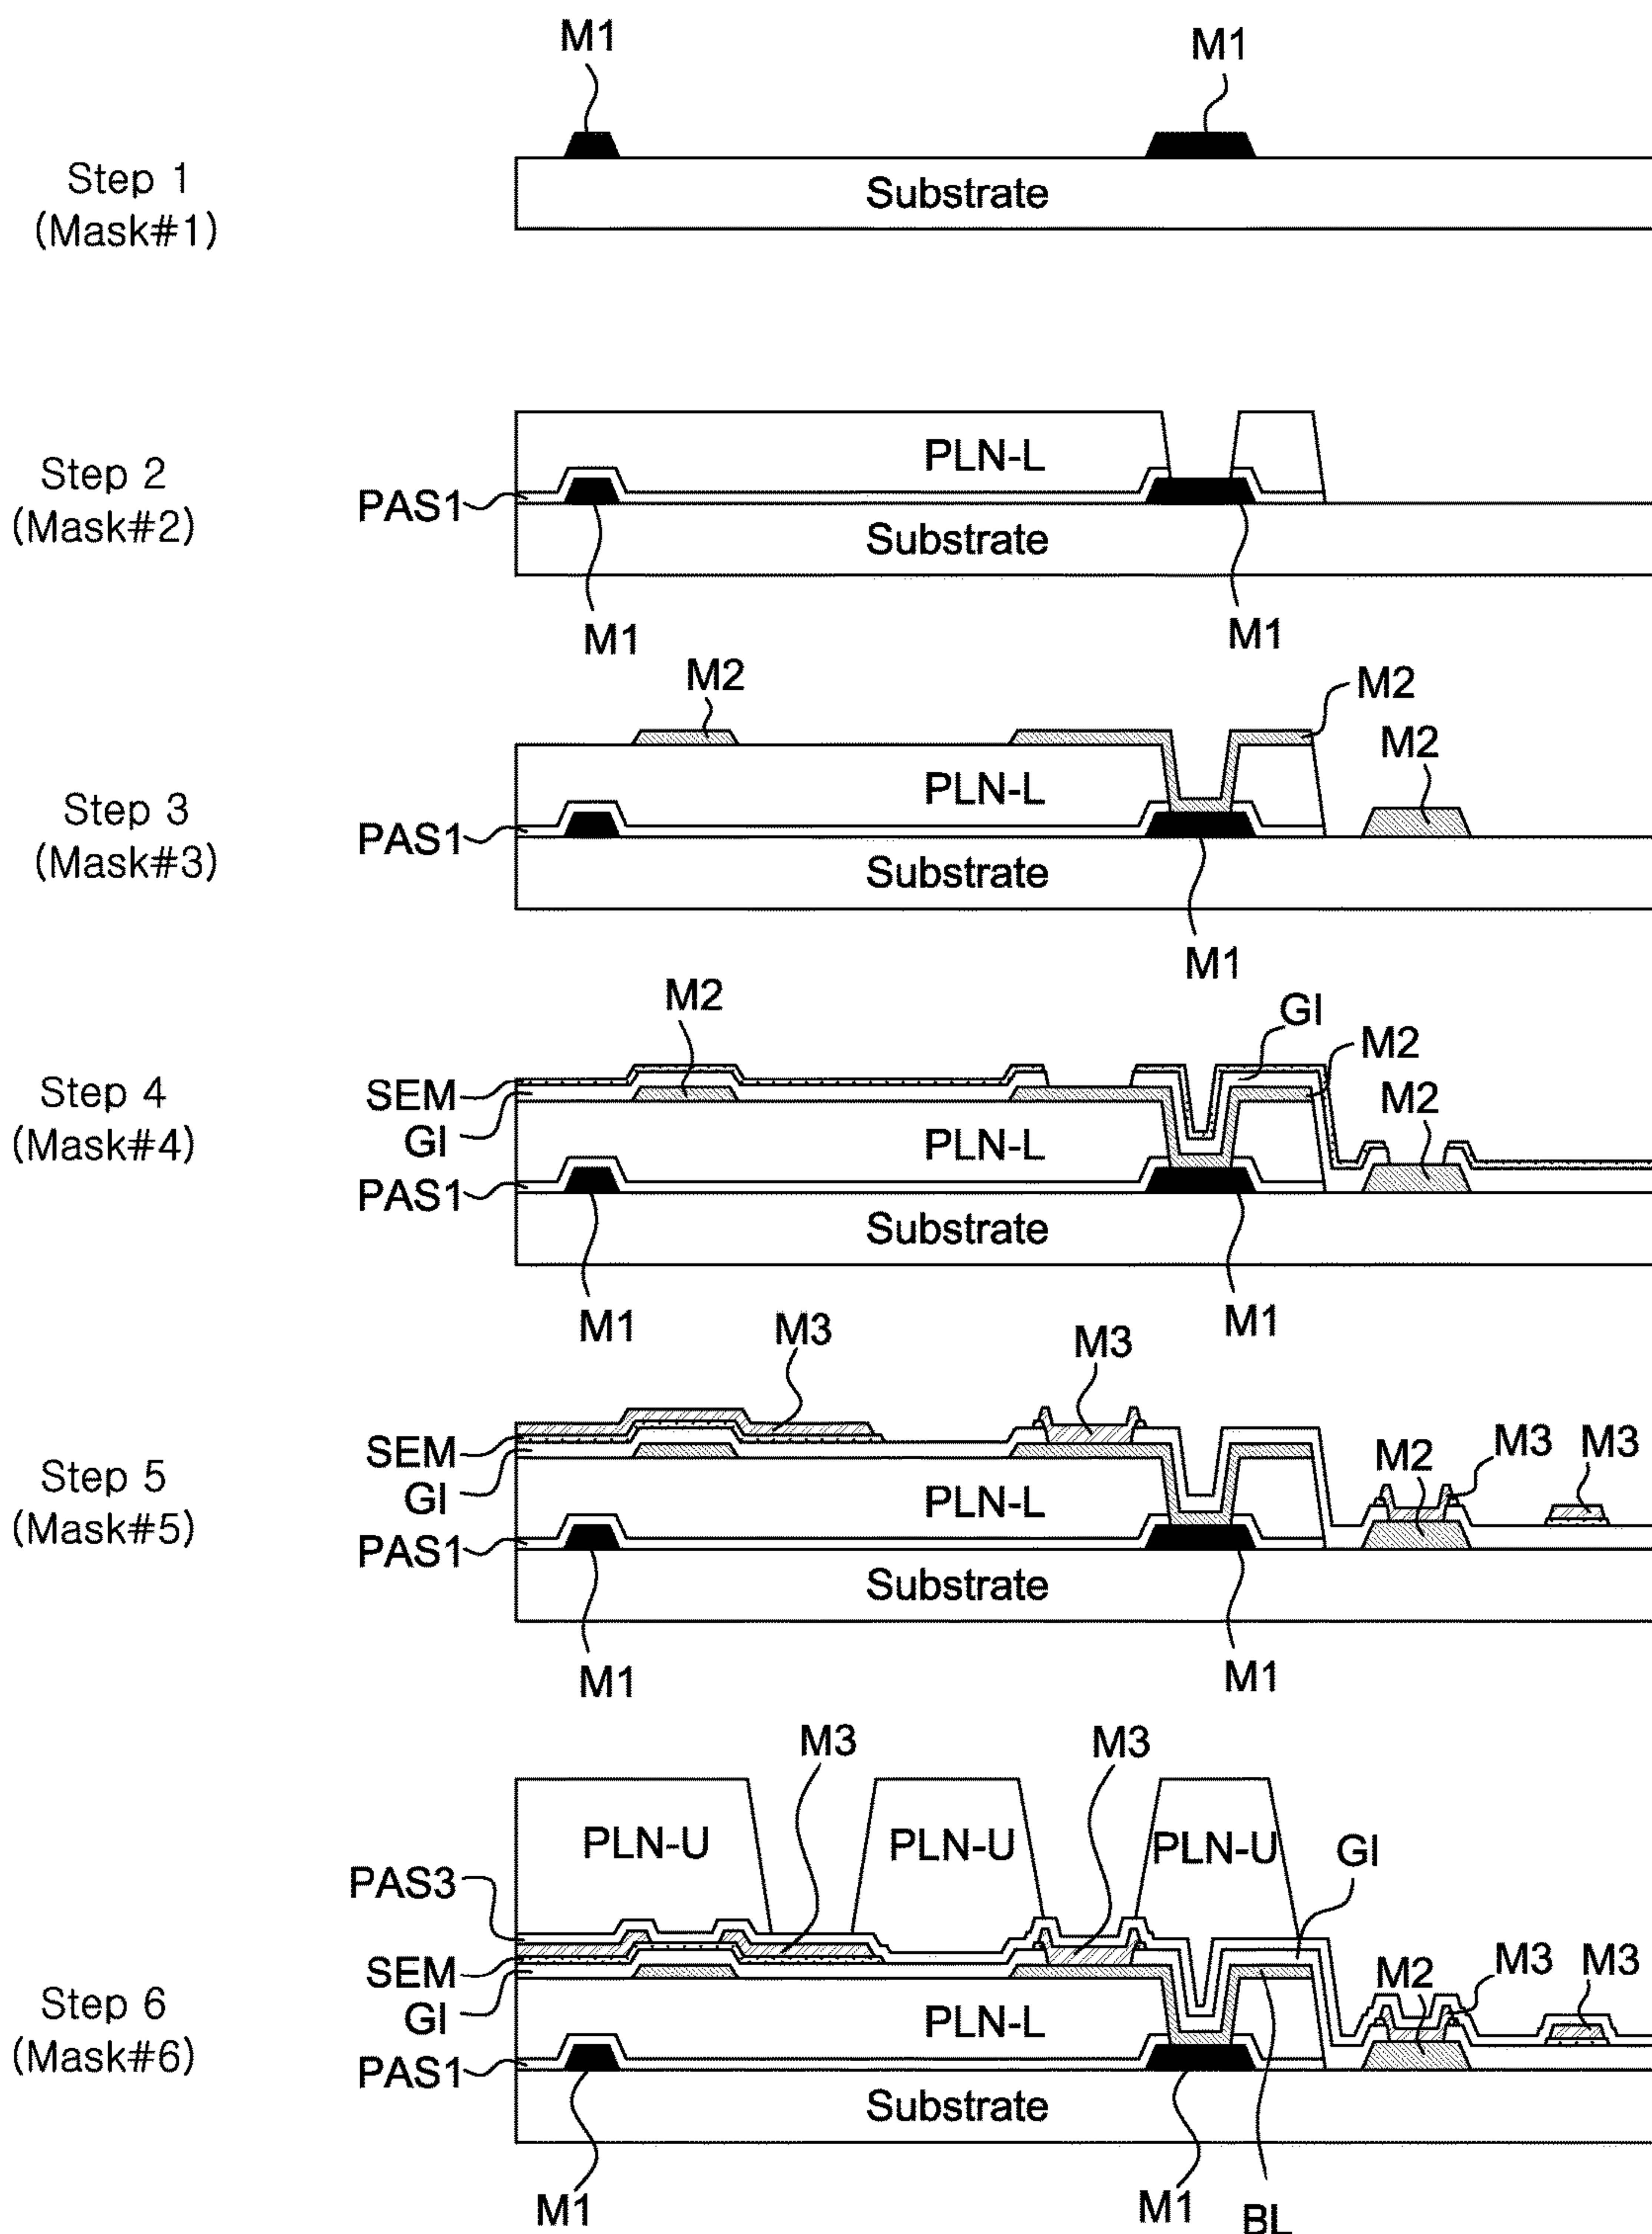 M1
M1
Step 1
(Mask#1)
Substrate
Step 2
(Mask#2)
PLN-L
PAS1
Substrate
M1
M1
M2
M2
M2
Step 3
(Mask#3)
PLN-L
PAS1
Substrate
M1
M2
GI
M2
M2
Step 4
(Mask#4)
SEM
GI
PLN-L
PAS1
Substrate
M1
M1
M3
M3
M3
M3
M2
Step 5
(Mask#5)
SEM
GI
PLN-L
PAS1
Substrate
M1
M1
M3
M3
PLN-U
PLN-U
PLN-U
GI
PAS3
SEM
GI
M2
M3
M3
Step 6
(Mask#6)
PLN-L
PAS1
Substrate
M1
M1
BL